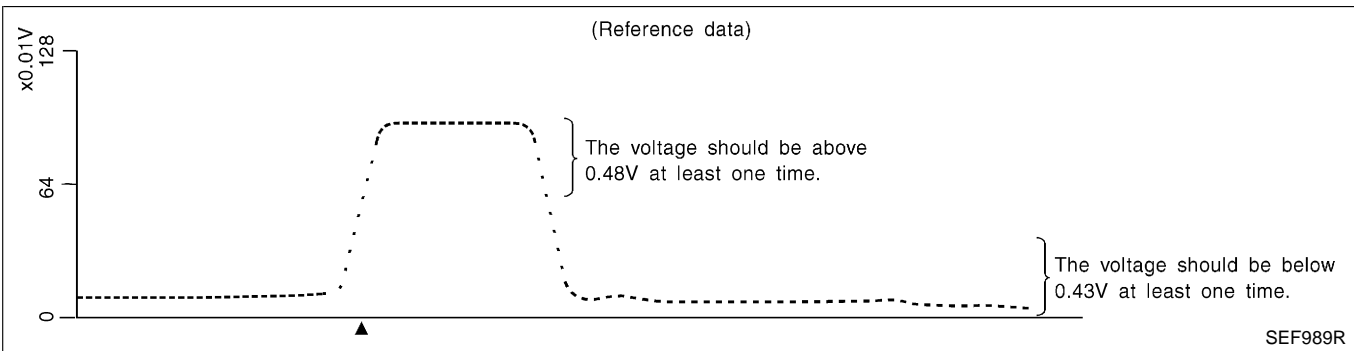 (Reference data)
x0.01V
128
64
0
The voltage should be above
0.48V at least one time.
The voltage should be below
0.43V at least one time.
SEF989R